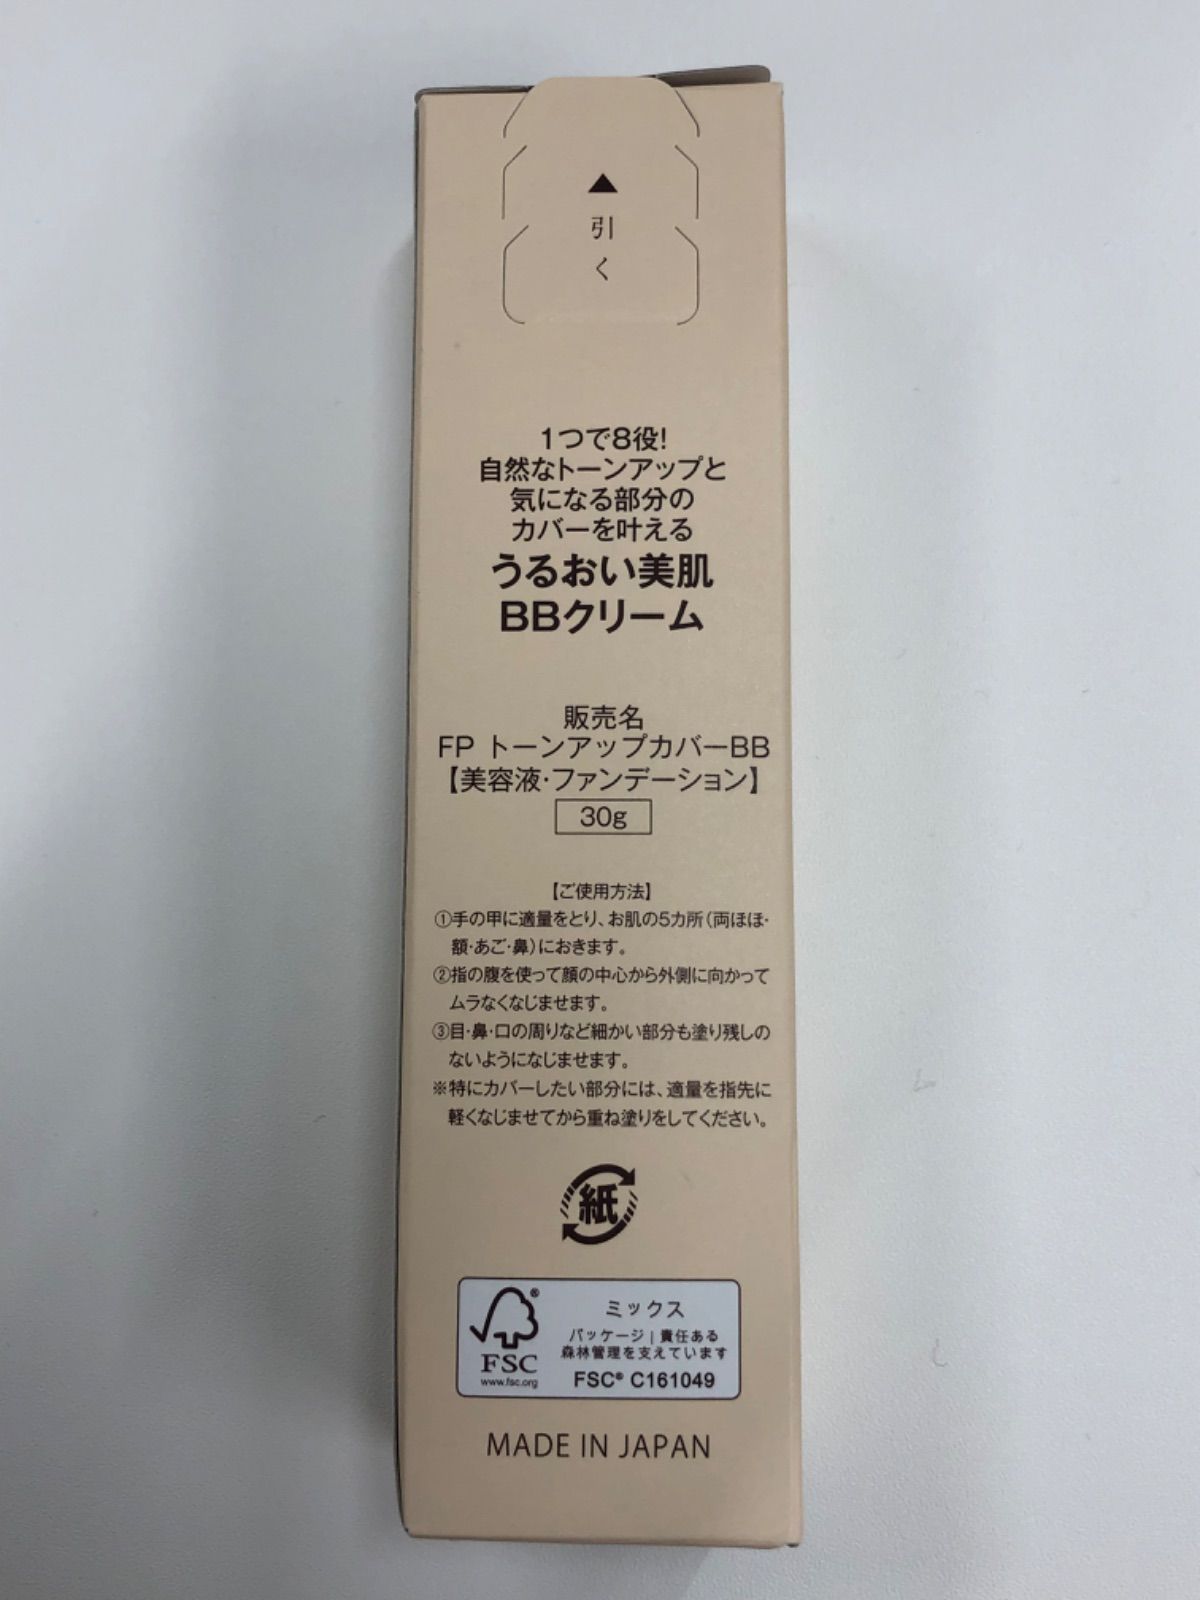 ▲
引
く
1つで8役!
自然なトーンアップと
気になる部分の
カバーを叶える
うるおい美肌
BBクリーム
販売名
FP トーンアップカバーBB
【美容液・ファンデーション】
30g
【ご使用方法】
①手の甲に適量をとり、お肌の5カ所(両ほほ・
額・あご・鼻)におきます。
②指の腹を使って顔の中心から外側に向かって
ムラなくなじませます。
③目・鼻・口の周りなど細かい部分も塗り残しの
ないようになじませます。
※特にカバーしたい部分には、適量を指先に
軽くなじませてから重ね塗りをしてください。
紙
FSC
www.fsc.org
ミックス
パッケージ | 責任ある
森林管理を支えています
FSC® C161049
MADE IN JAPAN